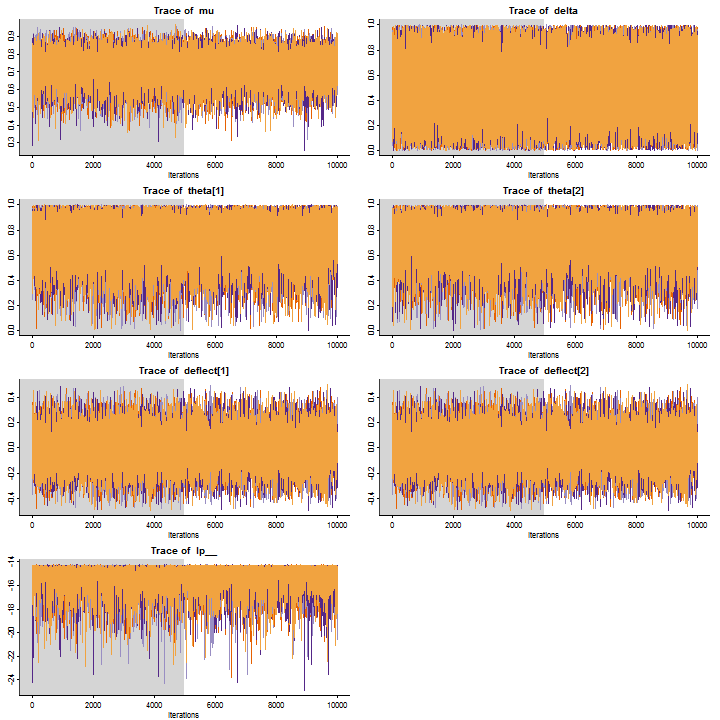 Trace of mu
0.3 0.4 0.5 0.6 0.7 0.8 0.9
0 2000 4000 6000 8000 10000
Iterations
Trace of delta
0.0 0.2 0.4 0.6 0.8 1.0
0 2000 4000 6000 8000 10000
Iterations
Trace of theta[1]
0.0 0.2 0.4 0.6 0.8 1.0
0 2000 4000 6000 8000 10000
Iterations
Trace of theta[2]
0.0 0.2 0.4 0.6 0.8 1.0
0 2000 4000 6000 8000 10000
Iterations
Trace of deflect[1]
-0.4 -0.2 0.0 0.2 0.4
0 2000 4000 6000 8000 10000
Iterations
Trace of deflect[2]
-0.4 -0.2 0.0 0.2 0.4
0 2000 4000 6000 8000 10000
Iterations
Trace of lp__
-24 -22 -20 -18 -16 -14
0 2000 4000 6000 8000 10000
Iterations